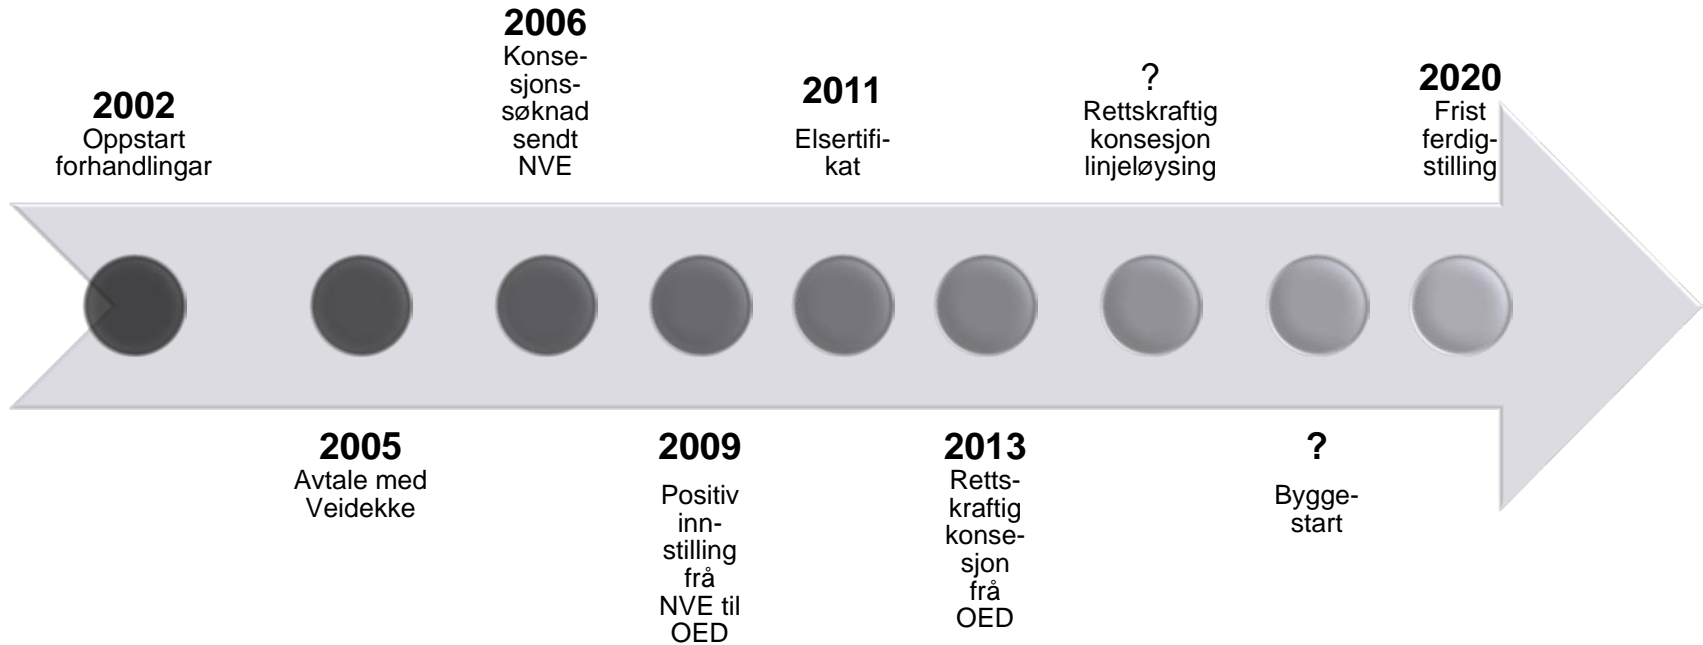 2002
Oppstart
forhandlingar
2005
Avtale med
Veidekke
2006
Konse-
sjons-
søknad
sendt
NVE
2009
Positiv
inn-
stilling
frå
NVE til
OED
2011
Elsertifi-
kat
2013
Retts-
kraftig
konse-
sjon
frå
OED
?
Rettskraftig
konsesjon
linjeløysing
?
Bygge-
start
2020
Frist
ferdig-
stilling